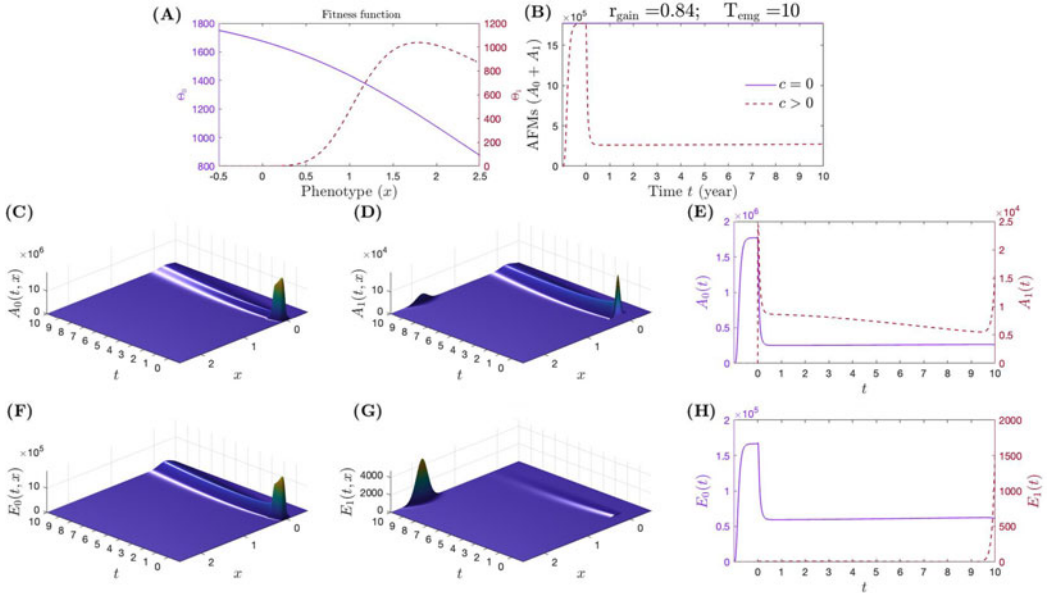 (A) Fitness function
1800 1600 1400 1200 1000 800
Θ₀
1200 1000 800 600 400 200 0
Θ₁
-0.5 0 0.5 1 1.5 2 2.5
Phenotype (x)
(B) r_gain =0.84; T_emg =10
×10⁵
15 10 5 0
AFMs (A₀ + A₁)
c = 0
c > 0
0 1 2 3 4 5 6 7 8 9 10
Time t (year)
(C)
×10⁶
10
0
A₀(t, x)
10 9 8 7 6 5 4 3 2 1 0
t
2 1 0
x
(D)
×10⁴
10
0
A₁(t, x)
10 9 8 7 6 5 4 3 2 1 0
t
2 1 0
x
(E)
×10⁶
2 1.5 1 0.5 0
A₀(t)
×10⁴
2.5 2 1.5 1 0.5 0
A₁(t)
0 1 2 3 4 5 6 7 8 9 10
t
(F)
×10⁵
10
0
E₀(t, x)
10 9 8 7 6 5 4 3 2 1 0
t
2 1 0
x
(G)
4000
2000
0
E₁(t, x)
10 9 8 7 6 5 4 3 2 1 0
t
2 1 0
x
(H)
×10⁵
2 1.5 1 0.5 0
E₀(t)
2000 1500 1000 500 0
E₁(t)
0 1 2 3 4 5 6 7 8 9 10
t